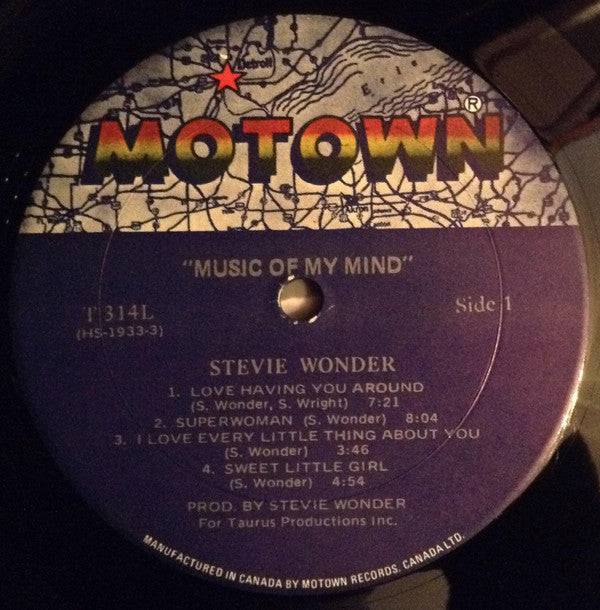 Detroit
Erie
MOTOWN®
"MUSIC OF MY MIND"
T 314L
(HS-1933-3)
Side 1
STEVIE WONDER
1. LOVE HAVING YOU AROUND
(S. Wonder, S. Wright) 7:21
2. SUPERWOMAN (S. Wonder) 8:04
3. I LOVE EVERY LITTLE THING ABOUT YOU
(S. Wonder) 3:46
4. SWEET LITTLE GIRL
(S. Wonder) 4:54
PROD. BY STEVIE WONDER
For Taurus Productions Inc.
MANUFACTURED IN CANADA BY MOTOWN RECORDS, CANADA LTD.